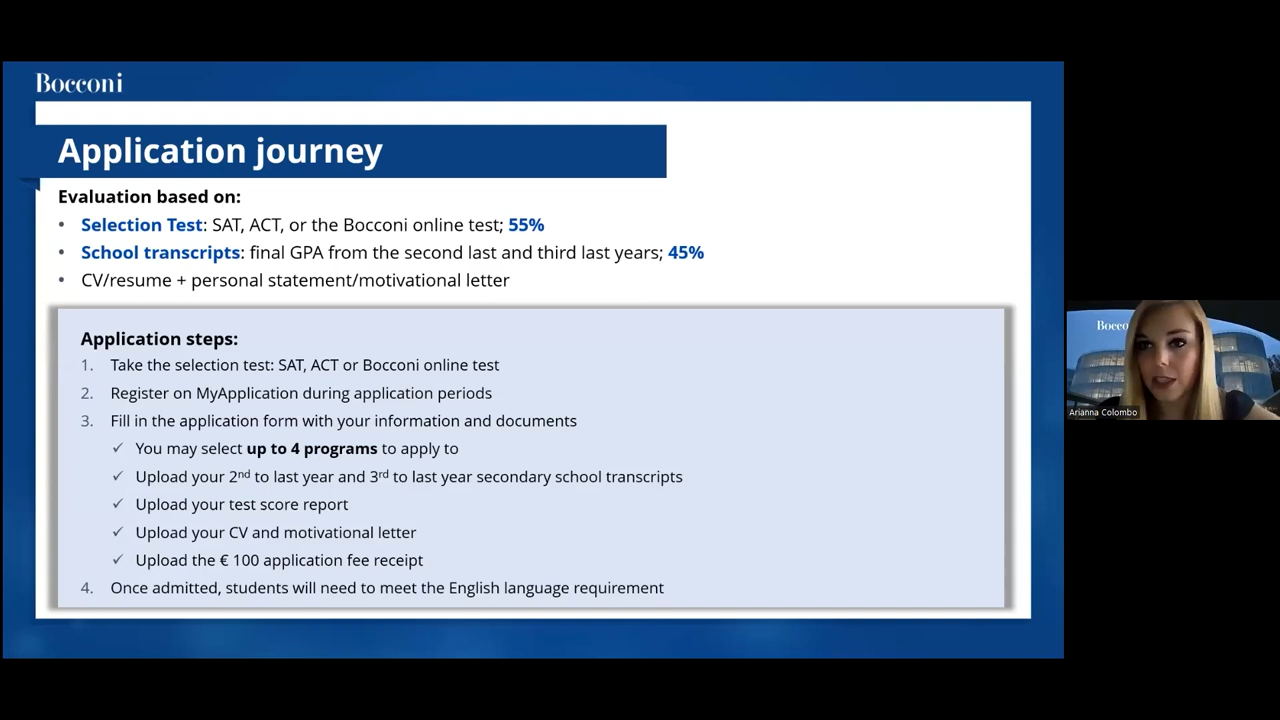 Bocconi
Application journey
Evaluation based on:
• Selection Test: SAT, ACT, or the Bocconi online test; 55%
• School transcripts: final GPA from the second last and third last years; 45%
• CV/resume + personal statement/motivational letter
Application steps:
1. Take the selection test: SAT, ACT or Bocconi online test
2. Register on MyApplication during application periods
3. Fill in the application form with your information and documents
✓ You may select up to 4 programs to apply to
✓ Upload your 2nd to last year and 3rd to last year secondary school transcripts
✓ Upload your test score report
✓ Upload your CV and motivational letter
✓ Upload the € 100 application fee receipt
4. Once admitted, students will need to meet the English language requirement
Bocco
Arianna Colombo